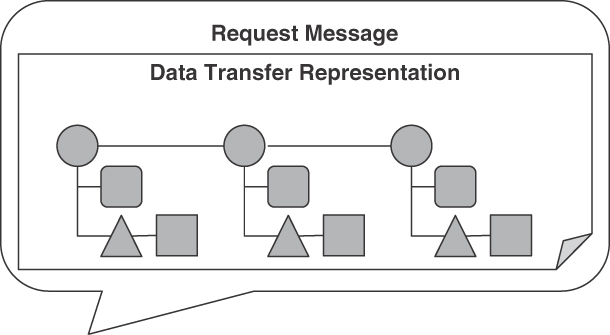 Request Message
Data Transfer Representation